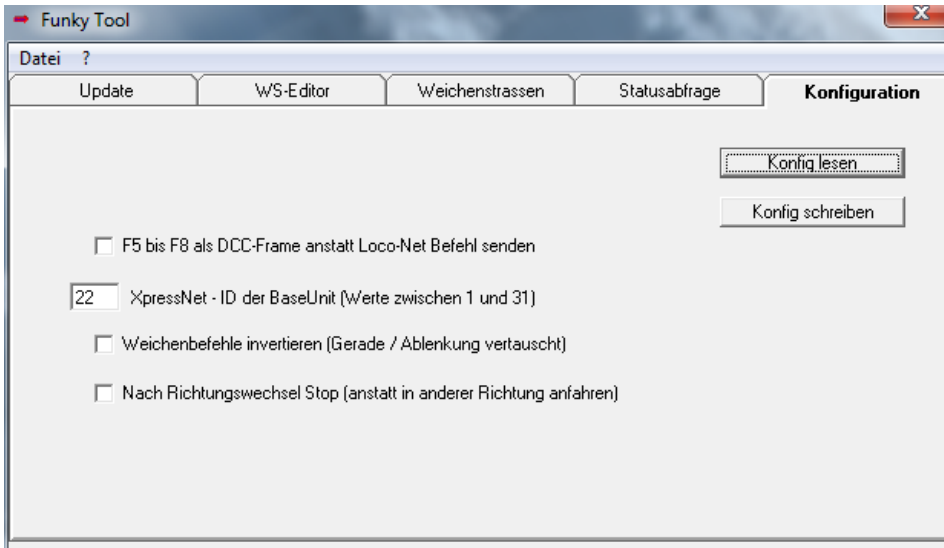 Funky Tool
Datei ?
Update WS-Editor Weichenstrassen Statusabfrage Konfiguration
Konfig lesen
Konfig schreiben
F5 bis F8 als DCC-Frame anstatt Loco-Net Befehl senden
22 XpressNet - ID der BaseUnit (Werte zwischen 1 und 31)
Weichenbefehle invertieren (Gerade / Ablenkung vertauscht)
Nach Richtungswechsel Stop (anstatt in anderer Richtung anfahren)